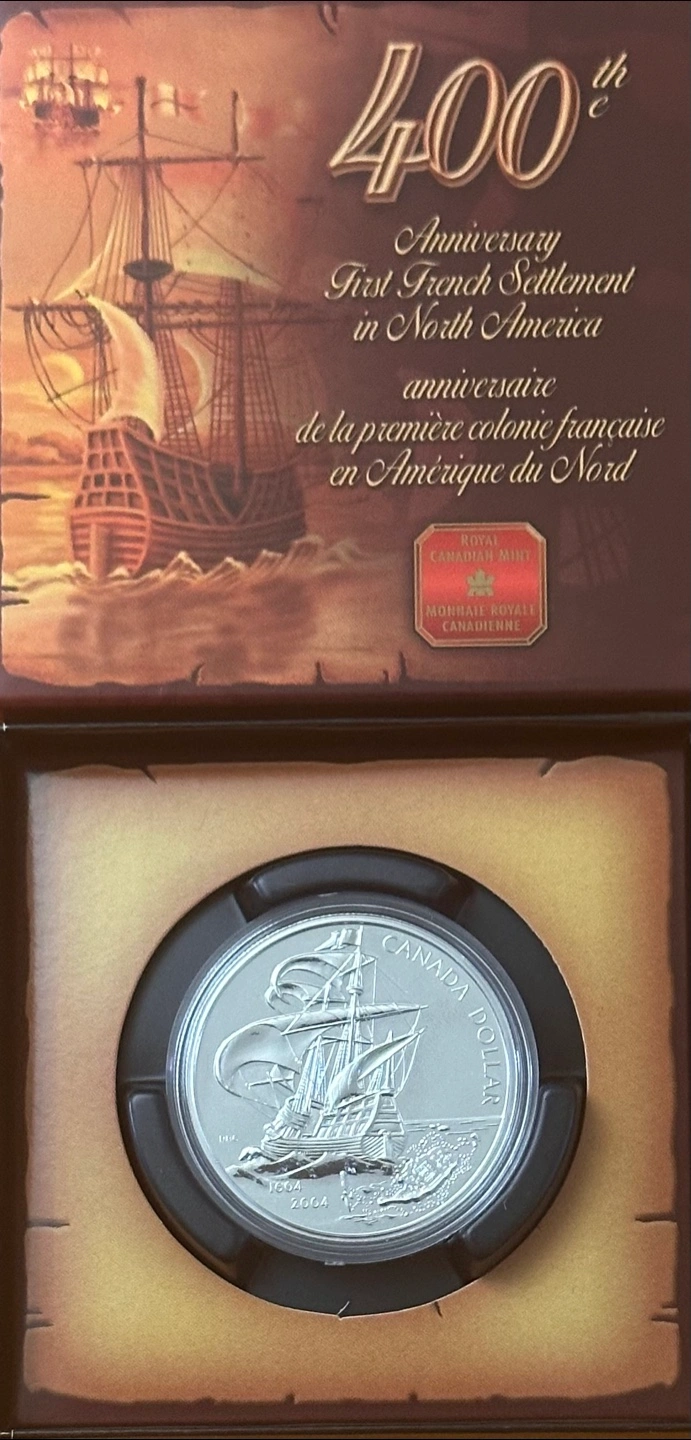 400th
e
Anniversary
First French Settlement
in North America
anniversaire
de la première colonie française
en Amérique du Nord
ROYAL
CANADIAN MINT
MONNAIE ROYALE
CANADIENNE
CANADA DOLLAR
1604
2004